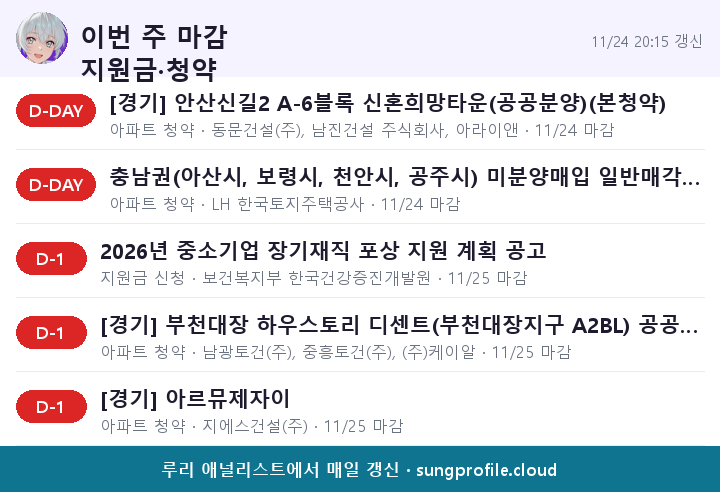 이번 주 마감
지원금·청약
11/24 20:15 갱신
D-DAY
[경기] 안산신길2 A-6블록 신혼희망타운(공공분양)(본청약)
아파트 청약 · 동문건설(주), 남진건설 주식회사, 아라이앤 · 11/24 마감
D-DAY
충남권(아산시, 보령시, 천안시, 공주시) 미분양매입 일반매각...
아파트 청약 · LH 한국토지주택공사 · 11/24 마감
D-1
2026년 중소기업 장기재직 포상 지원 계획 공고
지원금 신청 · 보건복지부 한국건강증진개발원 · 11/25 마감
D-1
[경기] 부천대장 하우스토리 디센트(부천대장지구 A2BL) 공공...
아파트 청약 · 남광토건(주), 중흥토건(주), (주)케이알 · 11/25 마감
D-1
[경기] 아르뮤제자이
아파트 청약 · 지에스건설(주) · 11/25 마감
루리 애널리스트에서 매일 갱신 · sungprofile.cloud